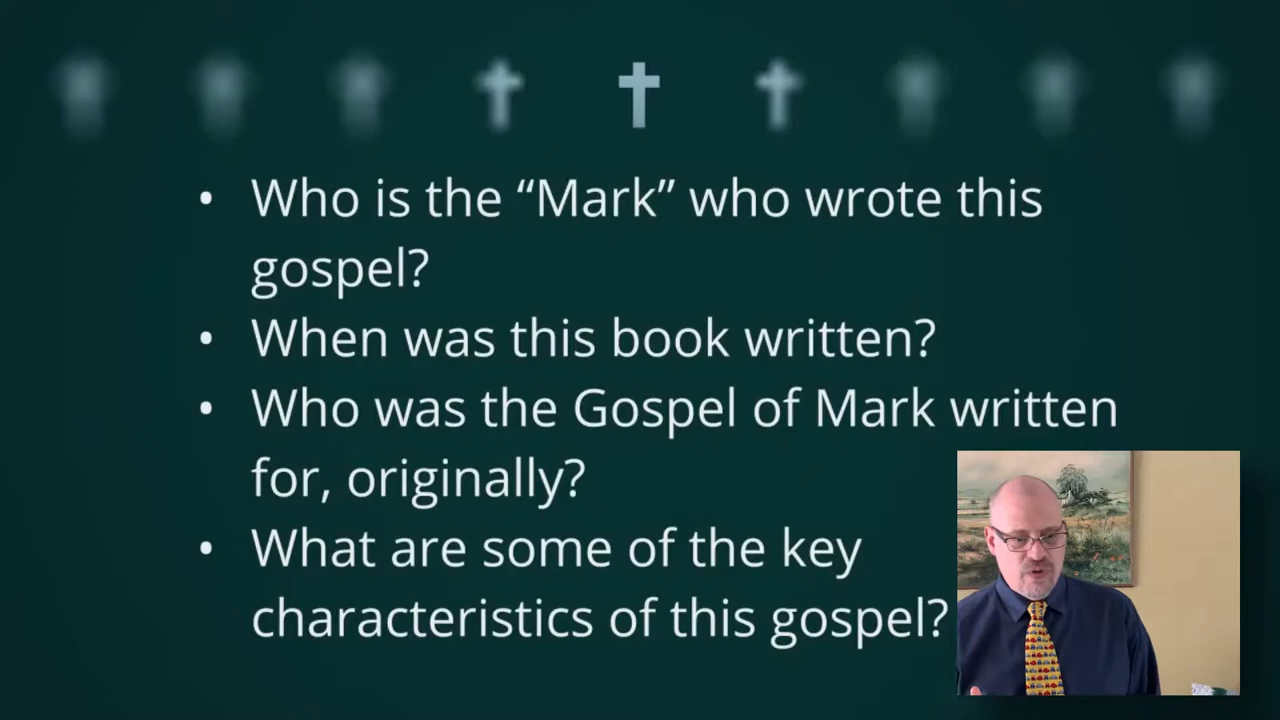 • Who is the “Mark” who wrote this
gospel?
• When was this book written?
• Who was the Gospel of Mark written
for, originally?
• What are some of the key
characteristics of this gospel?